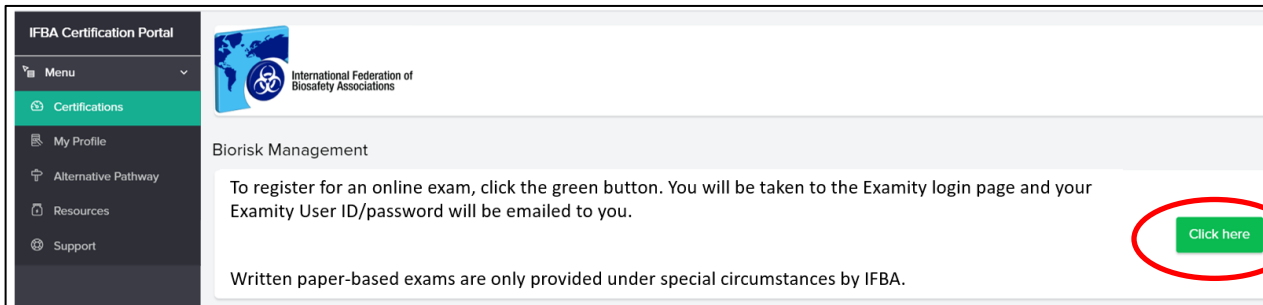 IFBA Certification Portal
Menu
Certifications
My Profile
Alternative Pathway
Resources
Support
International Federation of
Biosafety Associations
Biorisk Management
To register for an online exam, click the green button. You will be taken to the Examity login page and your
Examity User ID/password will be emailed to you.
Click here
Written paper-based exams are only provided under special circumstances by IFBA.